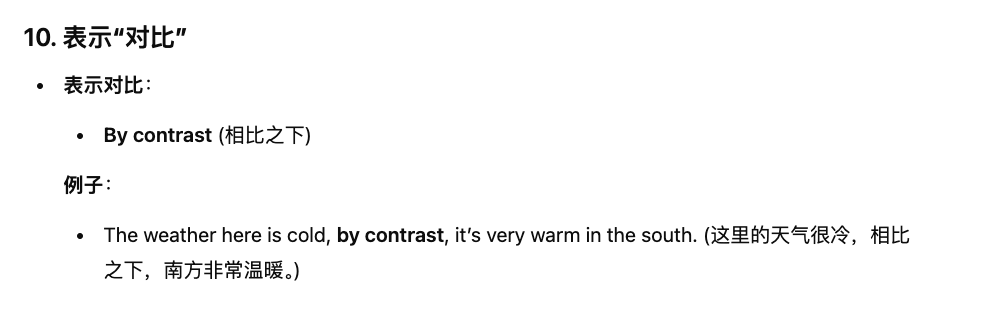 10. 表示“对比”
• 表示对比：
• By contrast (相比之下)
例子：
• The weather here is cold, by contrast, it’s very warm in the south. (这里的天气很冷，相比
之下，南方非常温暖。)